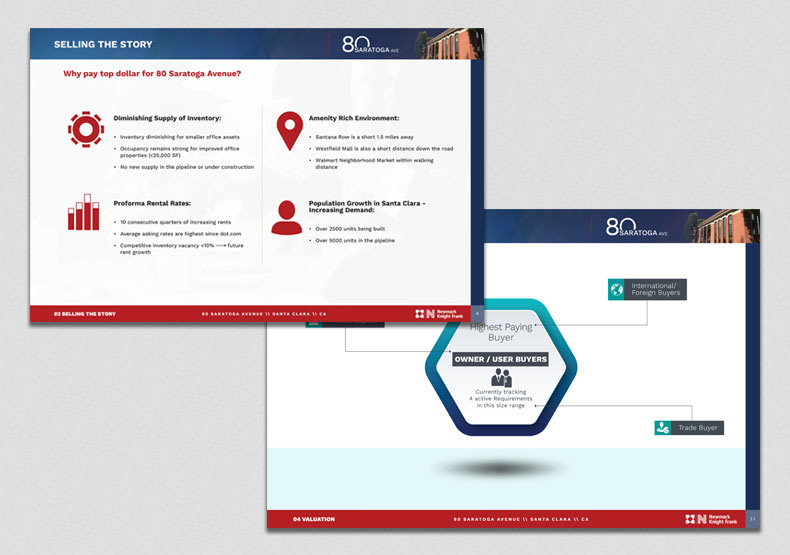 SELLING THE STORY
80 SARATOGA AVE
Why pay top dollar for 80 Saratoga Avenue?
Diminishing Supply of Inventory:
• Inventory diminishing for smaller office assets
• Occupancy remains strong for improved office
properties (<25,000 SF)
• No new supply in the pipeline or under construction
Amenity Rich Environment:
• Santana Row is a short 1.5 miles away
• Westfield Mall is also a short distance down the road
• Walmart Neighborhood Market within walking
distance
Proforma Rental Rates:
• 10 consecutive quarters of increasing rents
• Average asking rates are highest since dot.com
• Competitive inventory vacancy <10% → future
rent growth
Population Growth in Santa Clara -
Increasing Demand:
• Over 2500 units being built
• Over 5000 units in the pipeline
03 SELLING THE STORY
80 SARATOGA AVENUE \\ SANTA CLARA \\ CA
Newmark
Knight Frank
80 SARATOGA AVE
International/
Foreign Buyers
Highest Paying
Buyer
OWNER / USER BUYERS
Currently tracking
4 active Requirements
in this size range
Trade Buyer
04 VALUATION
80 SARATOGA AVENUE \\ SANTA CLARA \\ CA
Newmark
Knight Frank
11